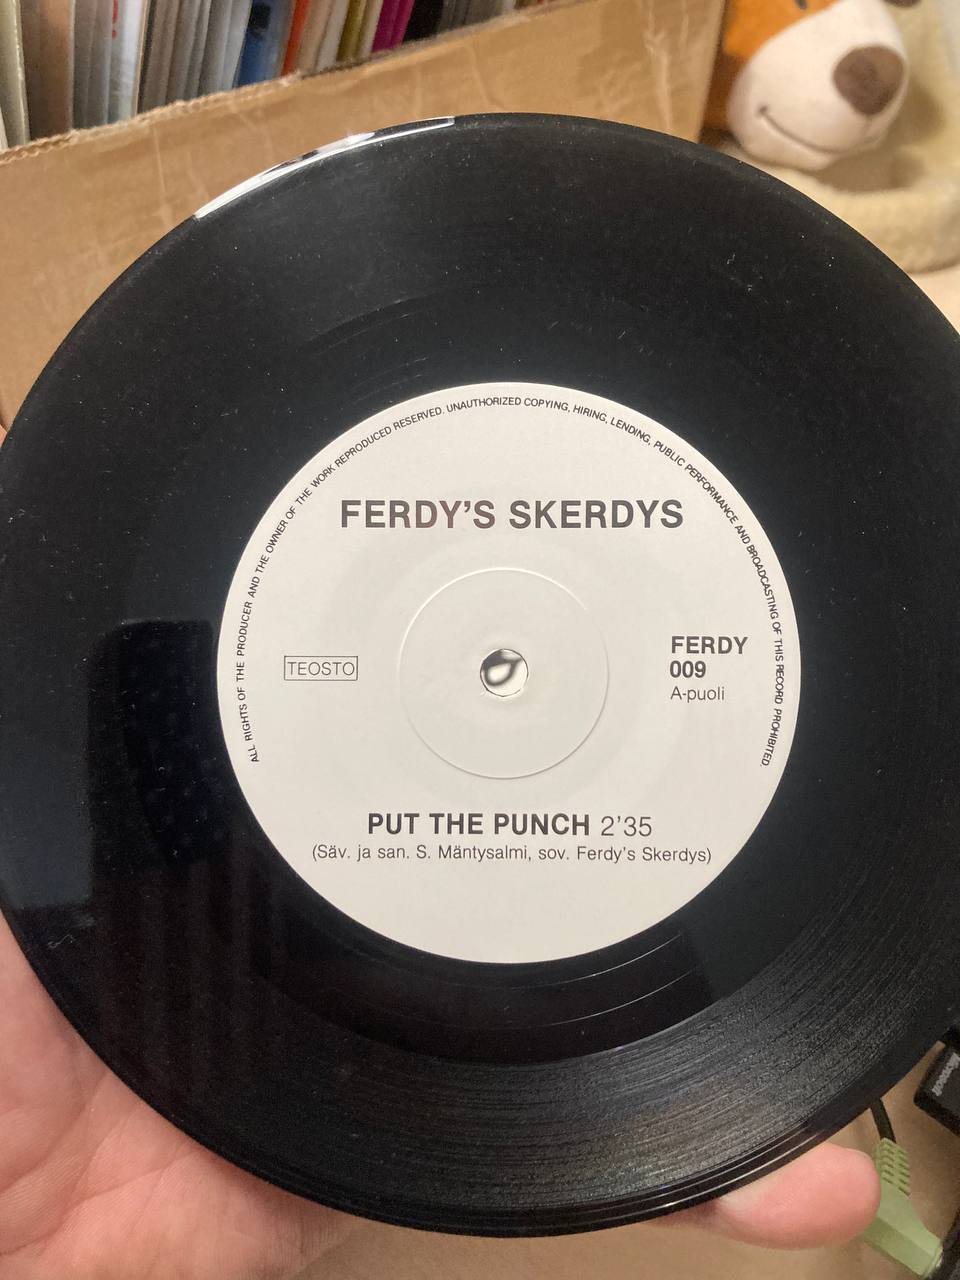 ALL RIGHTS OF THE PRODUCER AND THE OWNER OF THE WORK REPRODUCED RESERVED. UNAUTHORIZED COPYING, HIRING, LENDING, PUBLIC PERFORMANCE AND BROADCASTING OF THIS RECORD PROHIBITED.
FERDY'S SKERDYS
TEOSTO
FERDY
009
A-puoli
PUT THE PUNCH 2'35
(Säv. ja san. S. Mäntysalmi, sov. Ferdy's Skerdys)